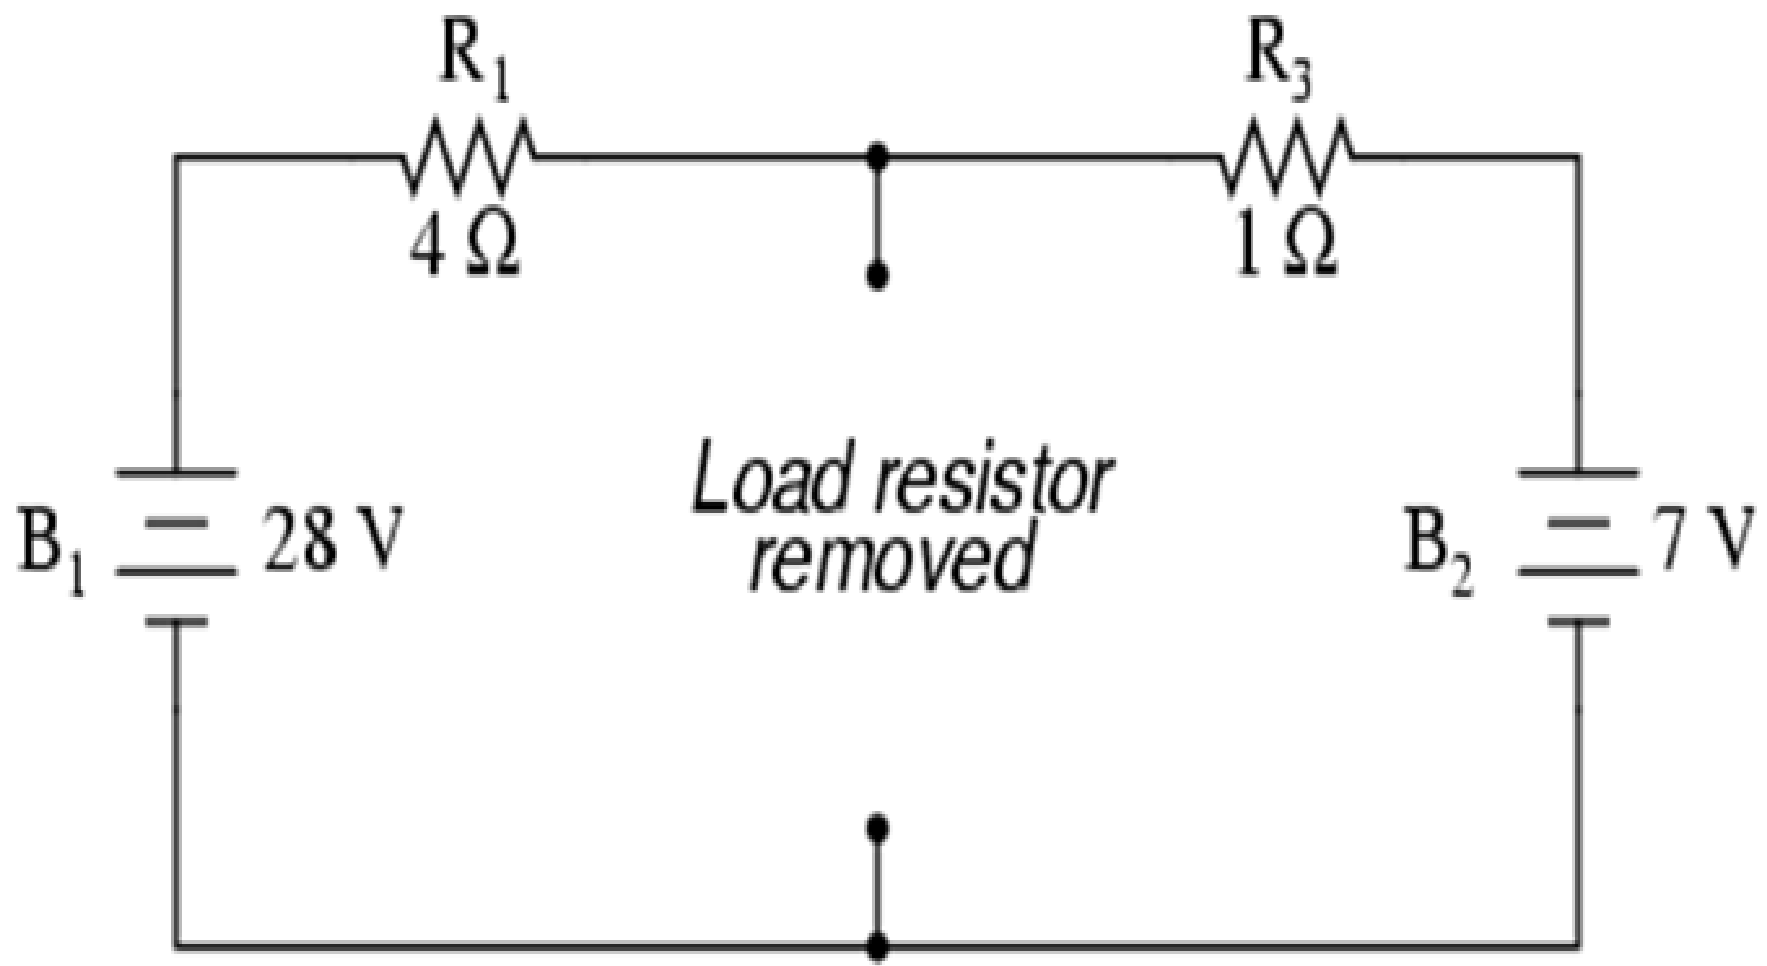 R₁
R₃
4 Ω
1 Ω
Load resistor
removed
B₁
28 V
B₂
7 V